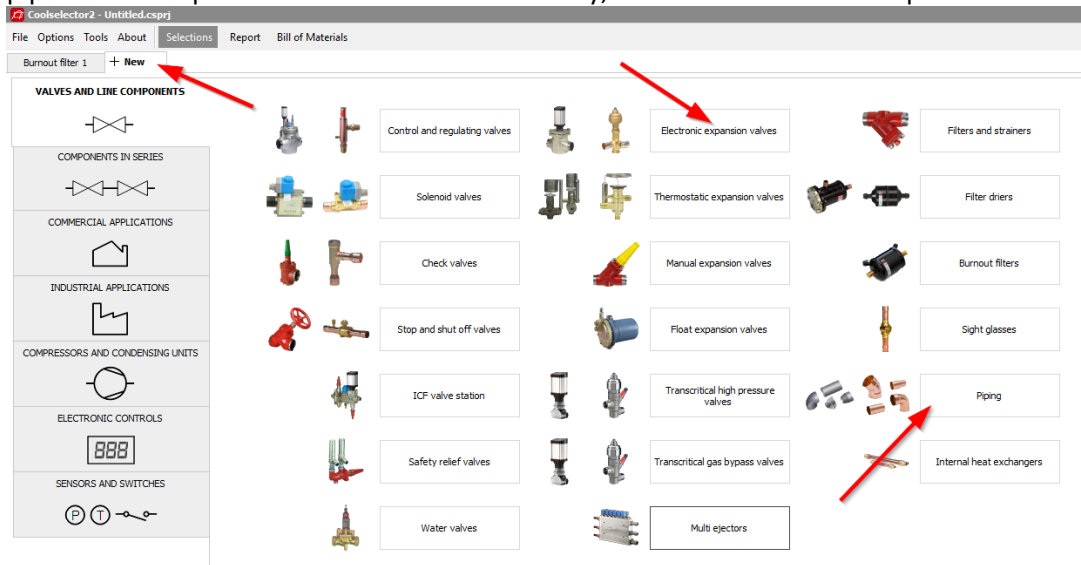 Coolselector2 - Untitled.csprj
File Options Tools About Selections Report Bill of Materials
Burnout filter 1 + New
VALVES AND LINE COMPONENTS
COMPONENTS IN SERIES
COMMERCIAL APPLICATIONS
INDUSTRIAL APPLICATIONS
COMPRESSORS AND CONDENSING UNITS
ELECTRONIC CONTROLS
888
SENSORS AND SWITCHES
P T
Control and regulating valves
Solenoid valves
Check valves
Stop and shut off valves
ICF valve station
Safety relief valves
Water valves
Electronic expansion valves
Thermostatic expansion valves
Manual expansion valves
Float expansion valves
Transcritical high pressure
valves
Transcritical gas bypass valves
Multi ejectors
Filters and strainers
Filter driers
Burnout filters
Sight glasses
Piping
Internal heat exchangers